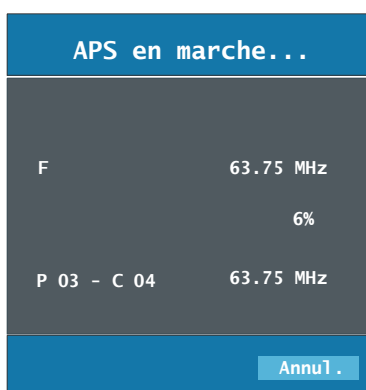 APS en marche...
F 63.75 MHz
6%
P 03 - C 04 63.75 MHz
Annul.